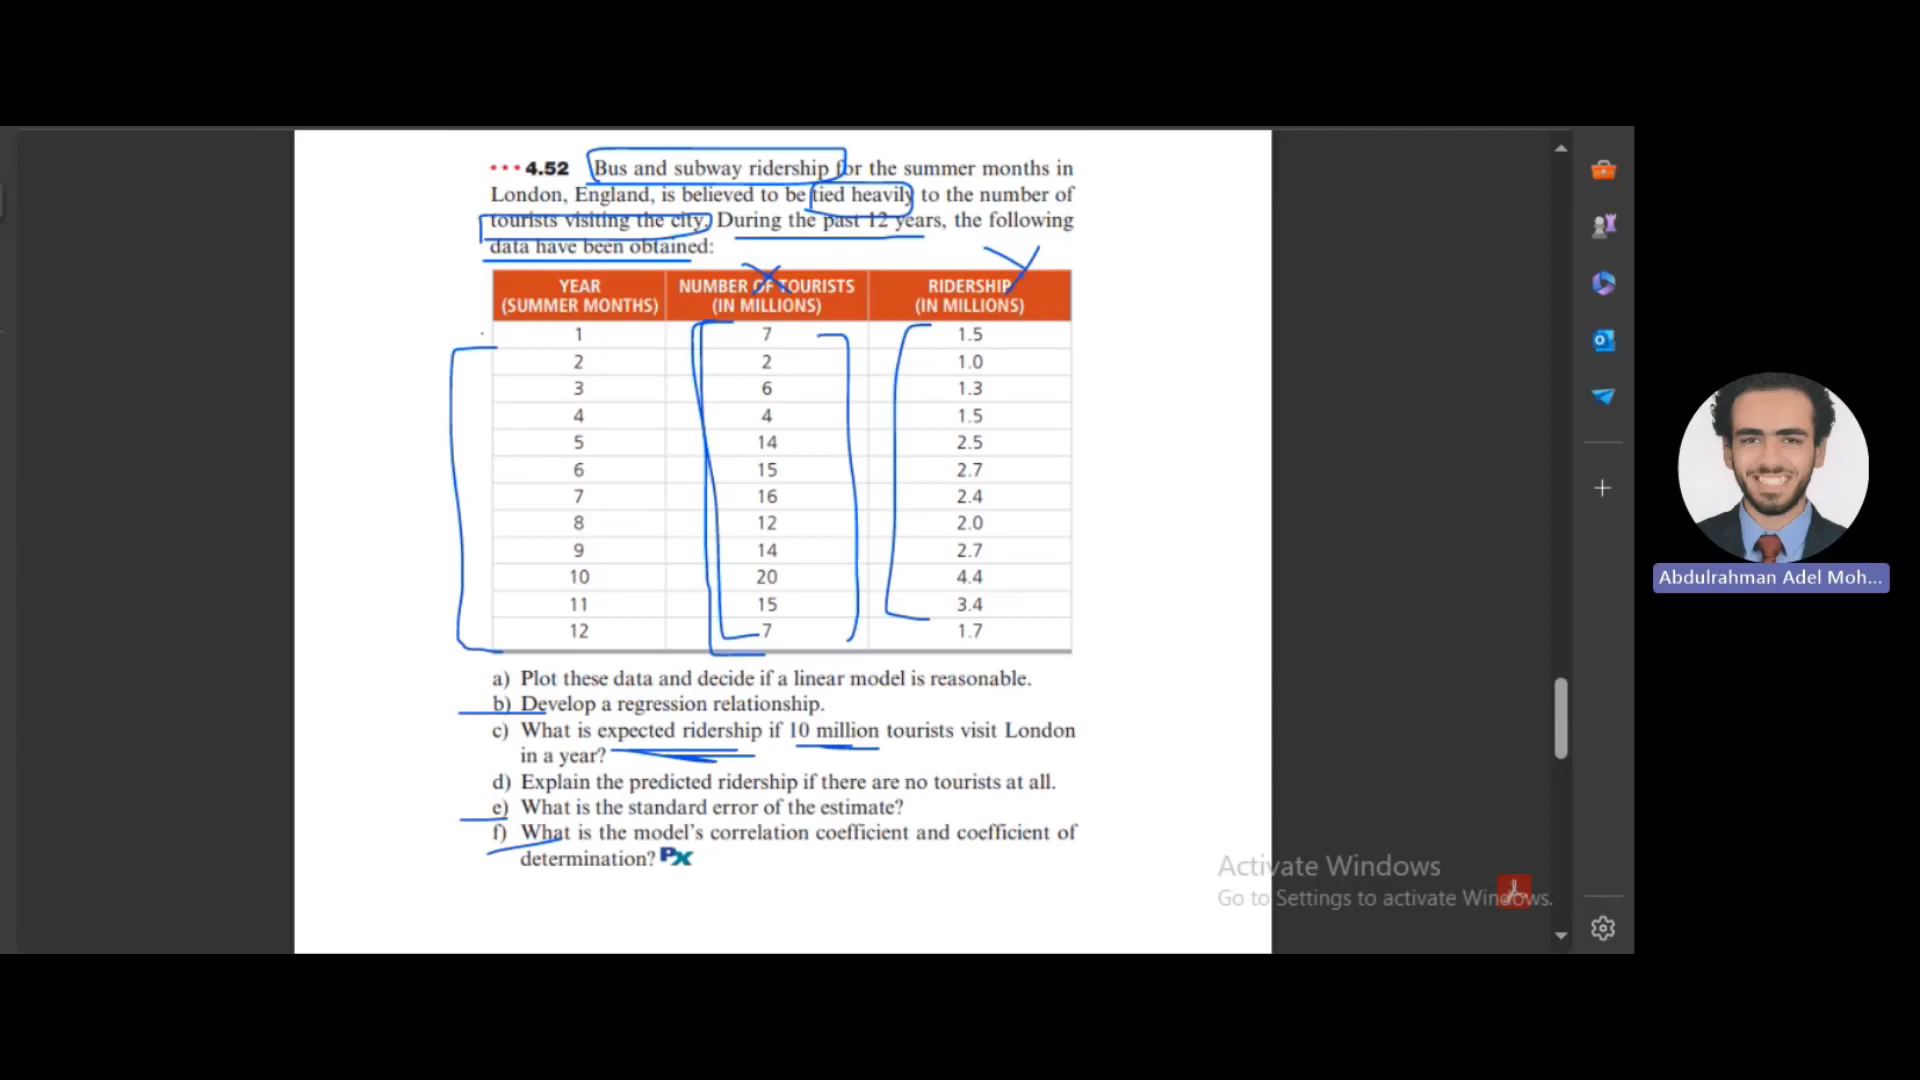 4.52 Bus and subway ridership for the summer months in
London, England, is believed to be tied heavily to the number of
tourists visiting the city. During the past 12 years, the following
data have been obtained:
X Y
YEAR NUMBER OF TOURISTS RIDERSHIP
(SUMMER MONTHS) (IN MILLIONS) (IN MILLIONS)
1 7 1.5
2 2 1.0
3 6 1.3
4 4 1.5
5 14 2.5
6 15 2.7
7 16 2.4
8 12 2.0
9 14 2.7
10 20 4.4
11 15 3.4
12 7 1.7
a) Plot these data and decide if a linear model is reasonable.
b) Develop a regression relationship.
c) What is expected ridership if 10 million tourists visit London
in a year?
d) Explain the predicted ridership if there are no tourists at all.
e) What is the standard error of the estimate?
f) What is the model's correlation coefficient and coefficient of
determination? PX
Activate Windows
Go to Settings to activate Windows.
Abdulrahman Adel Moh...